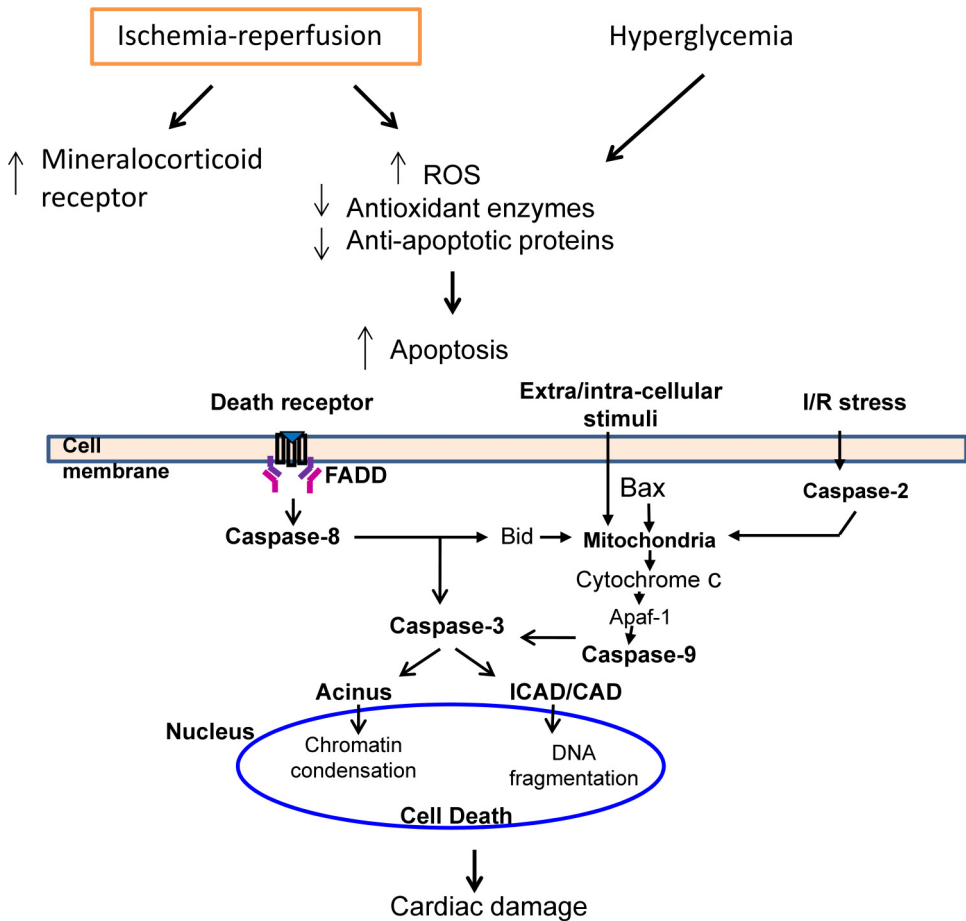 Ischemia-reperfusion
Hyperglycemia
↑ Mineralocorticoid
receptor
↑ ROS
↓ Antioxidant enzymes
↓ Anti-apoptotic proteins
↑ Apoptosis
Death receptor
Extra/intra-cellular
stimuli
I/R stress
Cell
membrane
FADD
Bax
Caspase-2
Caspase-8
Bid
Mitochondria
Cytochrome c
Apaf-1
Caspase-3
Caspase-9
Acinus
ICAD/CAD
Nucleus
Chromatin
condensation
DNA
fragmentation
Cell Death
Cardiac damage